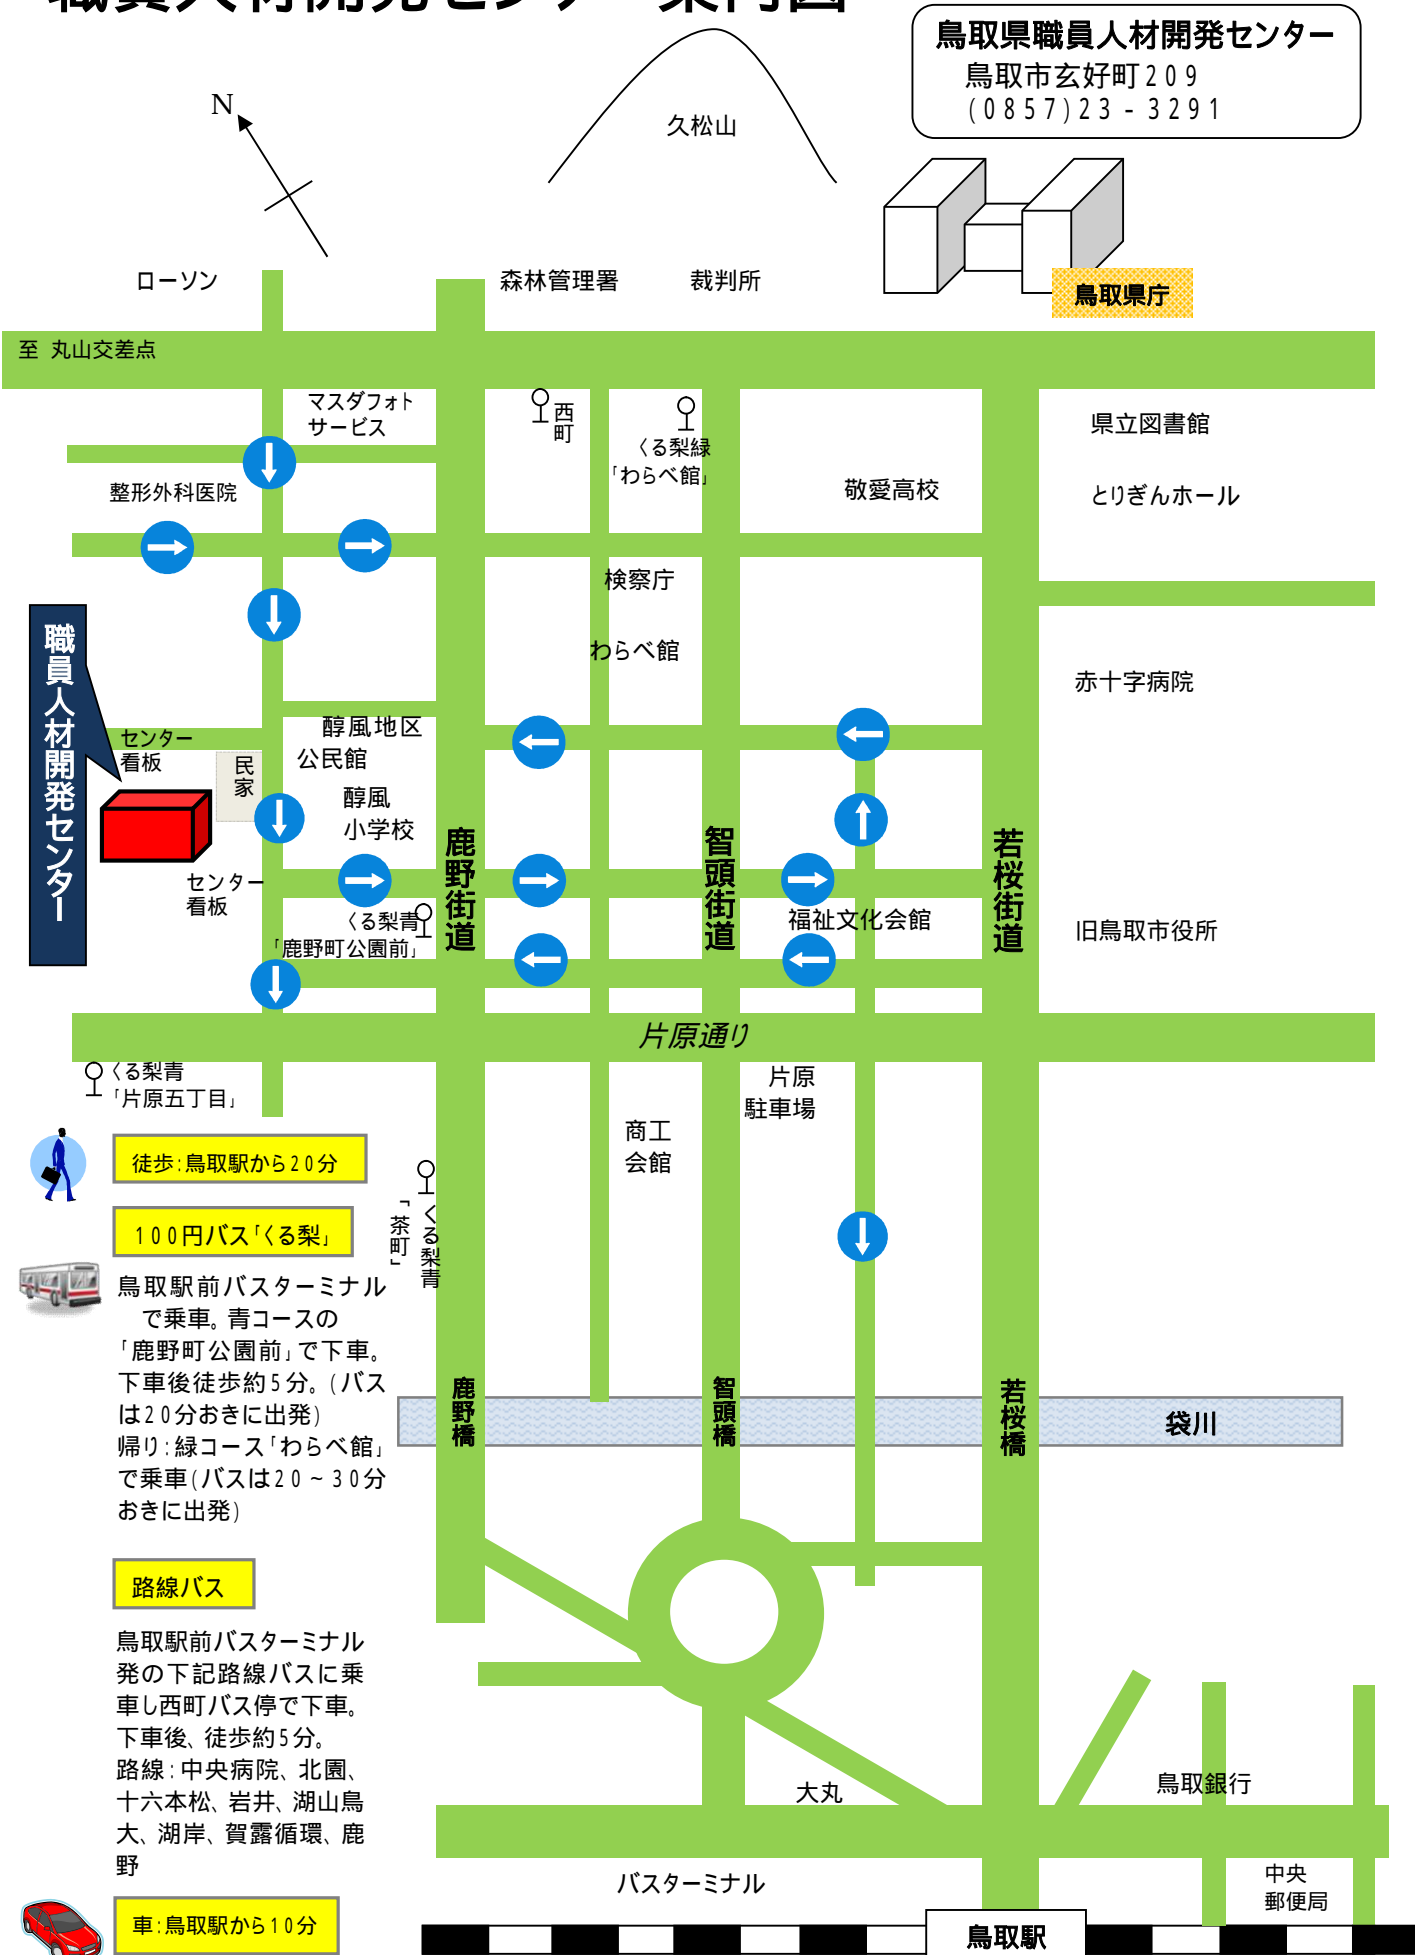 職員人材開発センター案内図
鳥取県職員人材開発センター
鳥取市玄好町209
(0857)23-3291
N
久松山
ローソン
森林管理署
裁判所
鳥取県庁
至 丸山交差点
マスダフォト
サービス
西町
くる梨緑
「わらべ館」
県立図書館
整形外科医院
敬愛高校
とりぎんホール
検察庁
わらべ館
職員人材開発センター
赤十字病院
センター
看板
民家
醇風地区
公民館
醇風
小学校
鹿野街道
智頭街道
若桜街道
センター
看板
くる梨青
「鹿野町公園前」
福祉文化会館
旧鳥取市役所
片原通り
くる梨青
「片原五丁目」
片原
駐車場
商工
会館
徒歩:鳥取駅から20分
くる梨青
「茶町」
100円バス「くる梨」
鳥取駅前バスターミナル
で乗車。青コースの
「鹿野町公園前」で下車。
下車後徒歩約5分。(バス
は20分おきに出発)
帰り:緑コース「わらべ館」
で乗車(バスは20~30分
おきに出発)
鹿野橋
智頭橋
若桜橋
袋川
路線バス
鳥取駅前バスターミナル
発の下記路線バスに乗
車し西町バス停で下車。
下車後、徒歩約5分。
路線:中央病院、北園、
十六本松、岩井、湖山鳥
大、湖岸、賀露循環、鹿
野
大丸
鳥取銀行
バスターミナル
中央
郵便局
車:鳥取駅から10分
鳥取駅